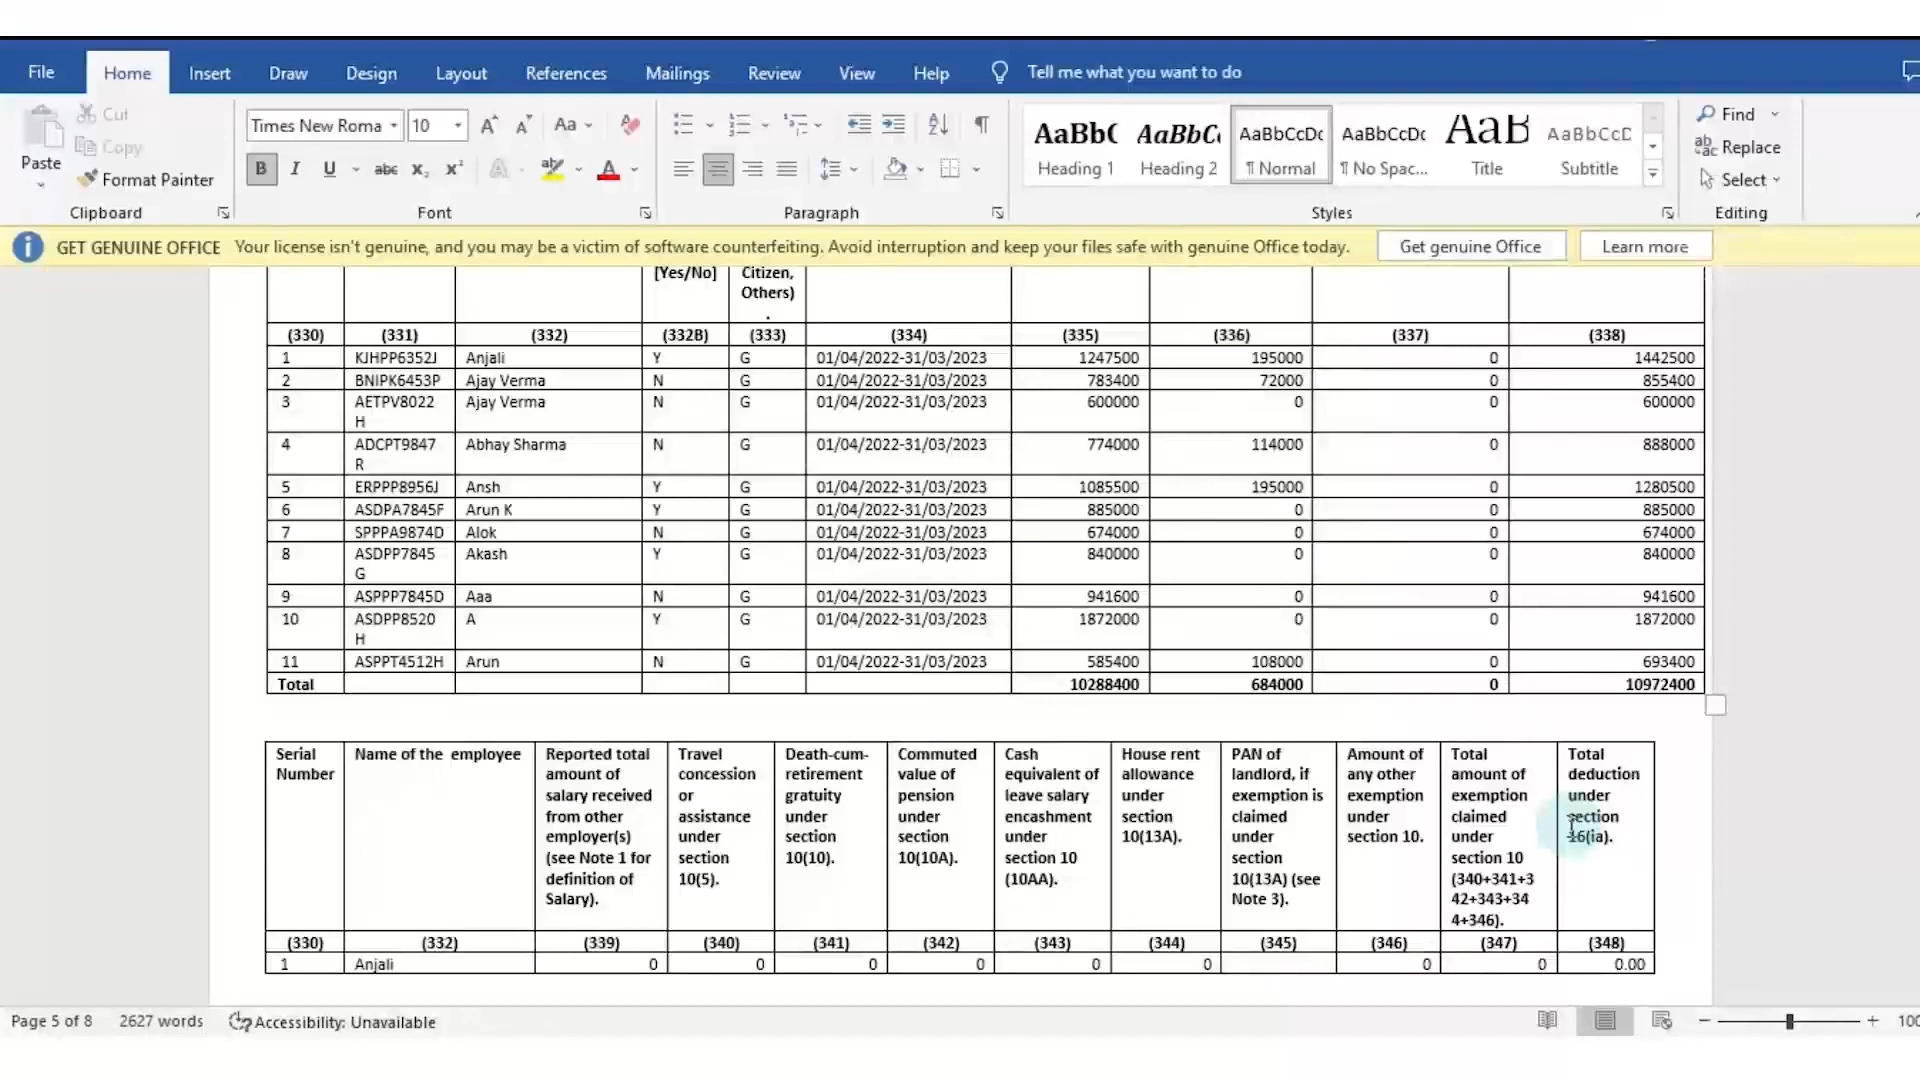 File Home Insert Draw Design Layout References Mailings Review View Help Tell me what you want to do
Paste
Cut
Copy
Format Painter
Clipboard
Times New Roma 10 Aa
B I U abc
Font
Paragraph
AaBbC AaBbC AaBbCcDc AaBbCcDc AaB AaBbCcD
Heading 1 Heading 2 ¶ Normal ¶ No Spac... Title Subtitle
Styles
Find
Replace
Select
Editing
GET GENUINE OFFICE Your license isn't genuine, and you may be a victim of software counterfeiting. Avoid interruption and keep your files safe with genuine Office today. Get genuine Office Learn more
[Yes/No] Citizen,
Others)
.
(330) (331) (332) (332B) (333) (334) (335) (336) (337) (338)
1 KJHPP6352J Anjali Y G 01/04/2022-31/03/2023 1247500 195000 0 1442500
2 BNIPK6453P Ajay Verma N G 01/04/2022-31/03/2023 783400 72000 0 855400
3 AETPV8022 Ajay Verma N G 01/04/2022-31/03/2023 600000 0 0 600000
H
4 ADCPT9847 Abhay Sharma N G 01/04/2022-31/03/2023 774000 114000 0 888000
R
5 ERPPP8956J Ansh Y G 01/04/2022-31/03/2023 1085500 195000 0 1280500
6 ASDPA7845F Arun K Y G 01/04/2022-31/03/2023 885000 0 0 885000
7 SPPPA9874D Alok N G 01/04/2022-31/03/2023 674000 0 0 674000
8 ASDPP7845 Akash Y G 01/04/2022-31/03/2023 840000 0 0 840000
G
9 ASPPP7845D Aaa N G 01/04/2022-31/03/2023 941600 0 0 941600
10 ASDPP8520 A Y G 01/04/2022-31/03/2023 1872000 0 0 1872000
H
11 ASPPT4512H Arun N G 01/04/2022-31/03/2023 585400 108000 0 693400
Total 10288400 684000 0 10972400
Serial
Number
Name of the employee
Reported total
amount of
salary received
from other
employer(s)
(see Note 1 for
definition of
Salary).
Travel
concession
or
assistance
under
section
10(5).
Death-cum-
retirement
gratuity
under
section
10(10).
Commuted
value of
pension
under
section
10(10A).
Cash
equivalent of
leave salary
encashment
under
section 10
(10AA).
House rent
allowance
under
section
10(13A).
PAN of
landlord, if
exemption is
claimed
under
section
10(13A) (see
Note 3).
Amount of
any other
exemption
under
section 10.
Total
amount of
exemption
claimed
under
section 10
(340+341+3
42+343+34
4+346).
Total
deduction
under
section
16(ia).
(330) (332) (339) (340) (341) (342) (343) (344) (345) (346) (347) (348)
1 Anjali 0 0 0 0 0 0 0 0 0.00
Page 5 of 8 2627 words Accessibility: Unavailable 100